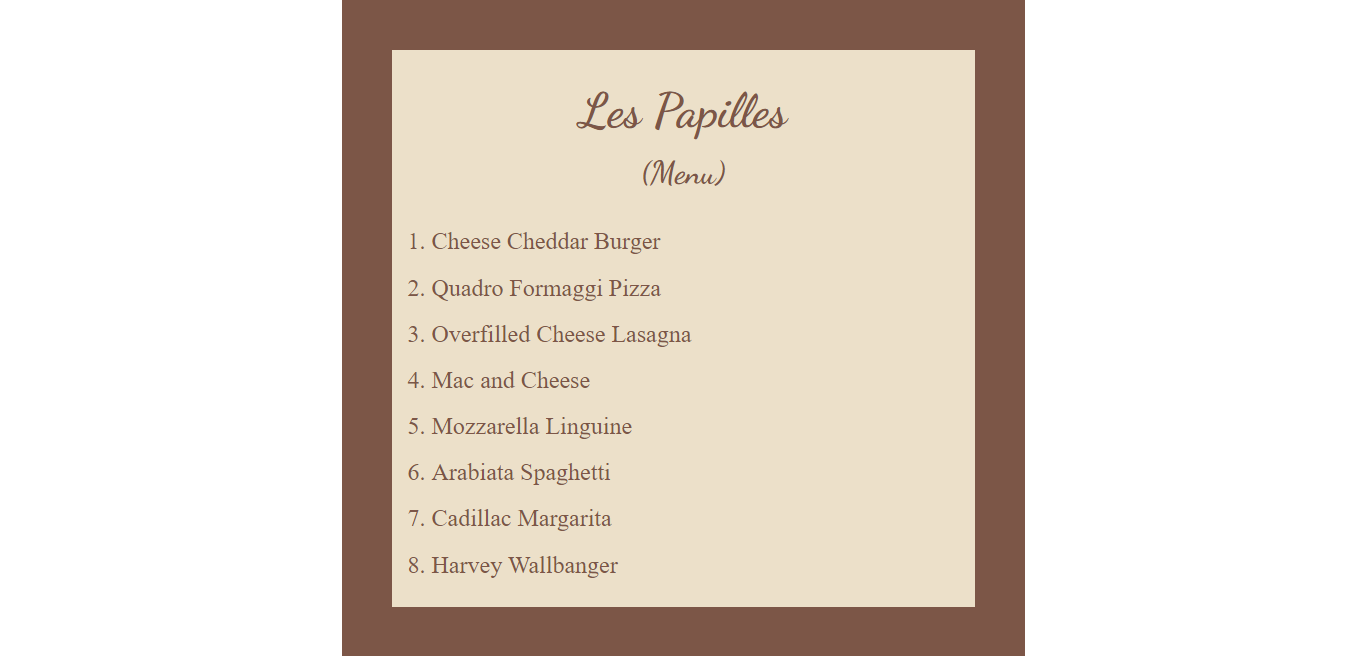 Les Papilles
(Menu)
1. Cheese Cheddar Burger
2. Quadro Formaggi Pizza
3. Overfilled Cheese Lasagna
4. Mac and Cheese
5. Mozzarella Linguine
6. Arabiata Spaghetti
7. Cadillac Margarita
8. Harvey Wallbanger